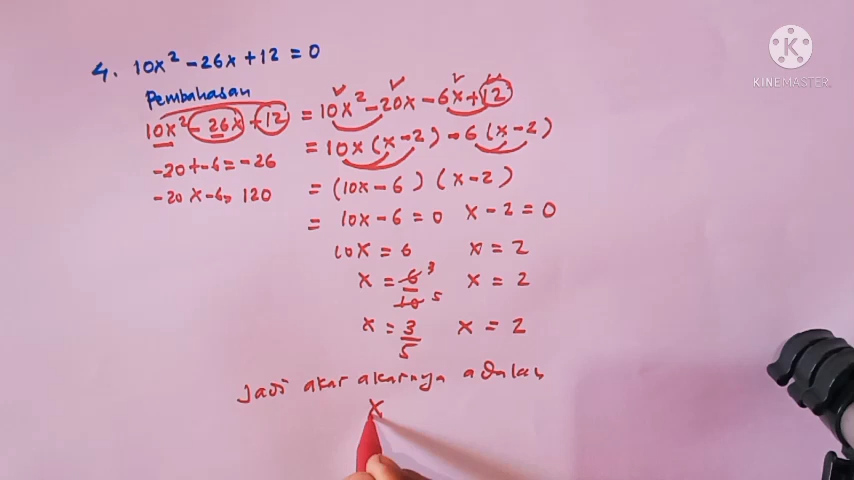 4. 10x² - 26x + 12 = 0
Pembahasan
10x² - 26x + 12 = 10x² - 20x - 6x + 12
-20 + -6 = -26
-20 x -6 = 120
= 10x (x - 2) - 6 (x - 2)
= (10x - 6) (x - 2)
= 10x - 6 = 0 x - 2 = 0
10x = 6 x = 2
x = 6/10 3 5 x = 2
x = 3/5 x = 2
Jadi akar akarnya adalah
x
K
KINEMASTER